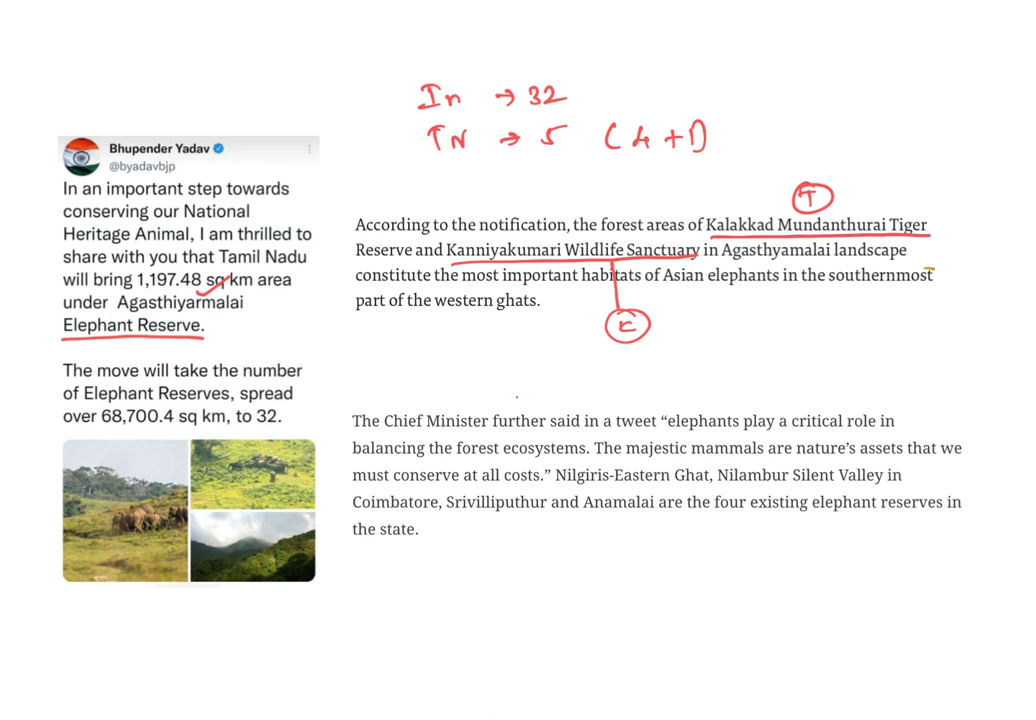 In → 32
TN → 5 (4+1)
Bhupender Yadav
@byadavbjp
In an important step towards
conserving our National
Heritage Animal, I am thrilled to
share with you that Tamil Nadu
will bring 1,197.48 sq km area
under Agasthiyarmalai
Elephant Reserve.
The move will take the number
of Elephant Reserves, spread
over 68,700.4 sq km, to 32.
T
According to the notification, the forest areas of Kalakkad Mundanthurai Tiger
Reserve and Kanniyakumari Wildlife Sanctuary in Agasthyamalai landscape
constitute the most important habitats of Asian elephants in the southernmost
part of the western ghats.
K
The Chief Minister further said in a tweet “elephants play a critical role in
balancing the forest ecosystems. The majestic mammals are nature’s assets that we
must conserve at all costs.” Nilgiris-Eastern Ghat, Nilambur Silent Valley in
Coimbatore, Srivilliputhur and Anamalai are the four existing elephant reserves in
the state.